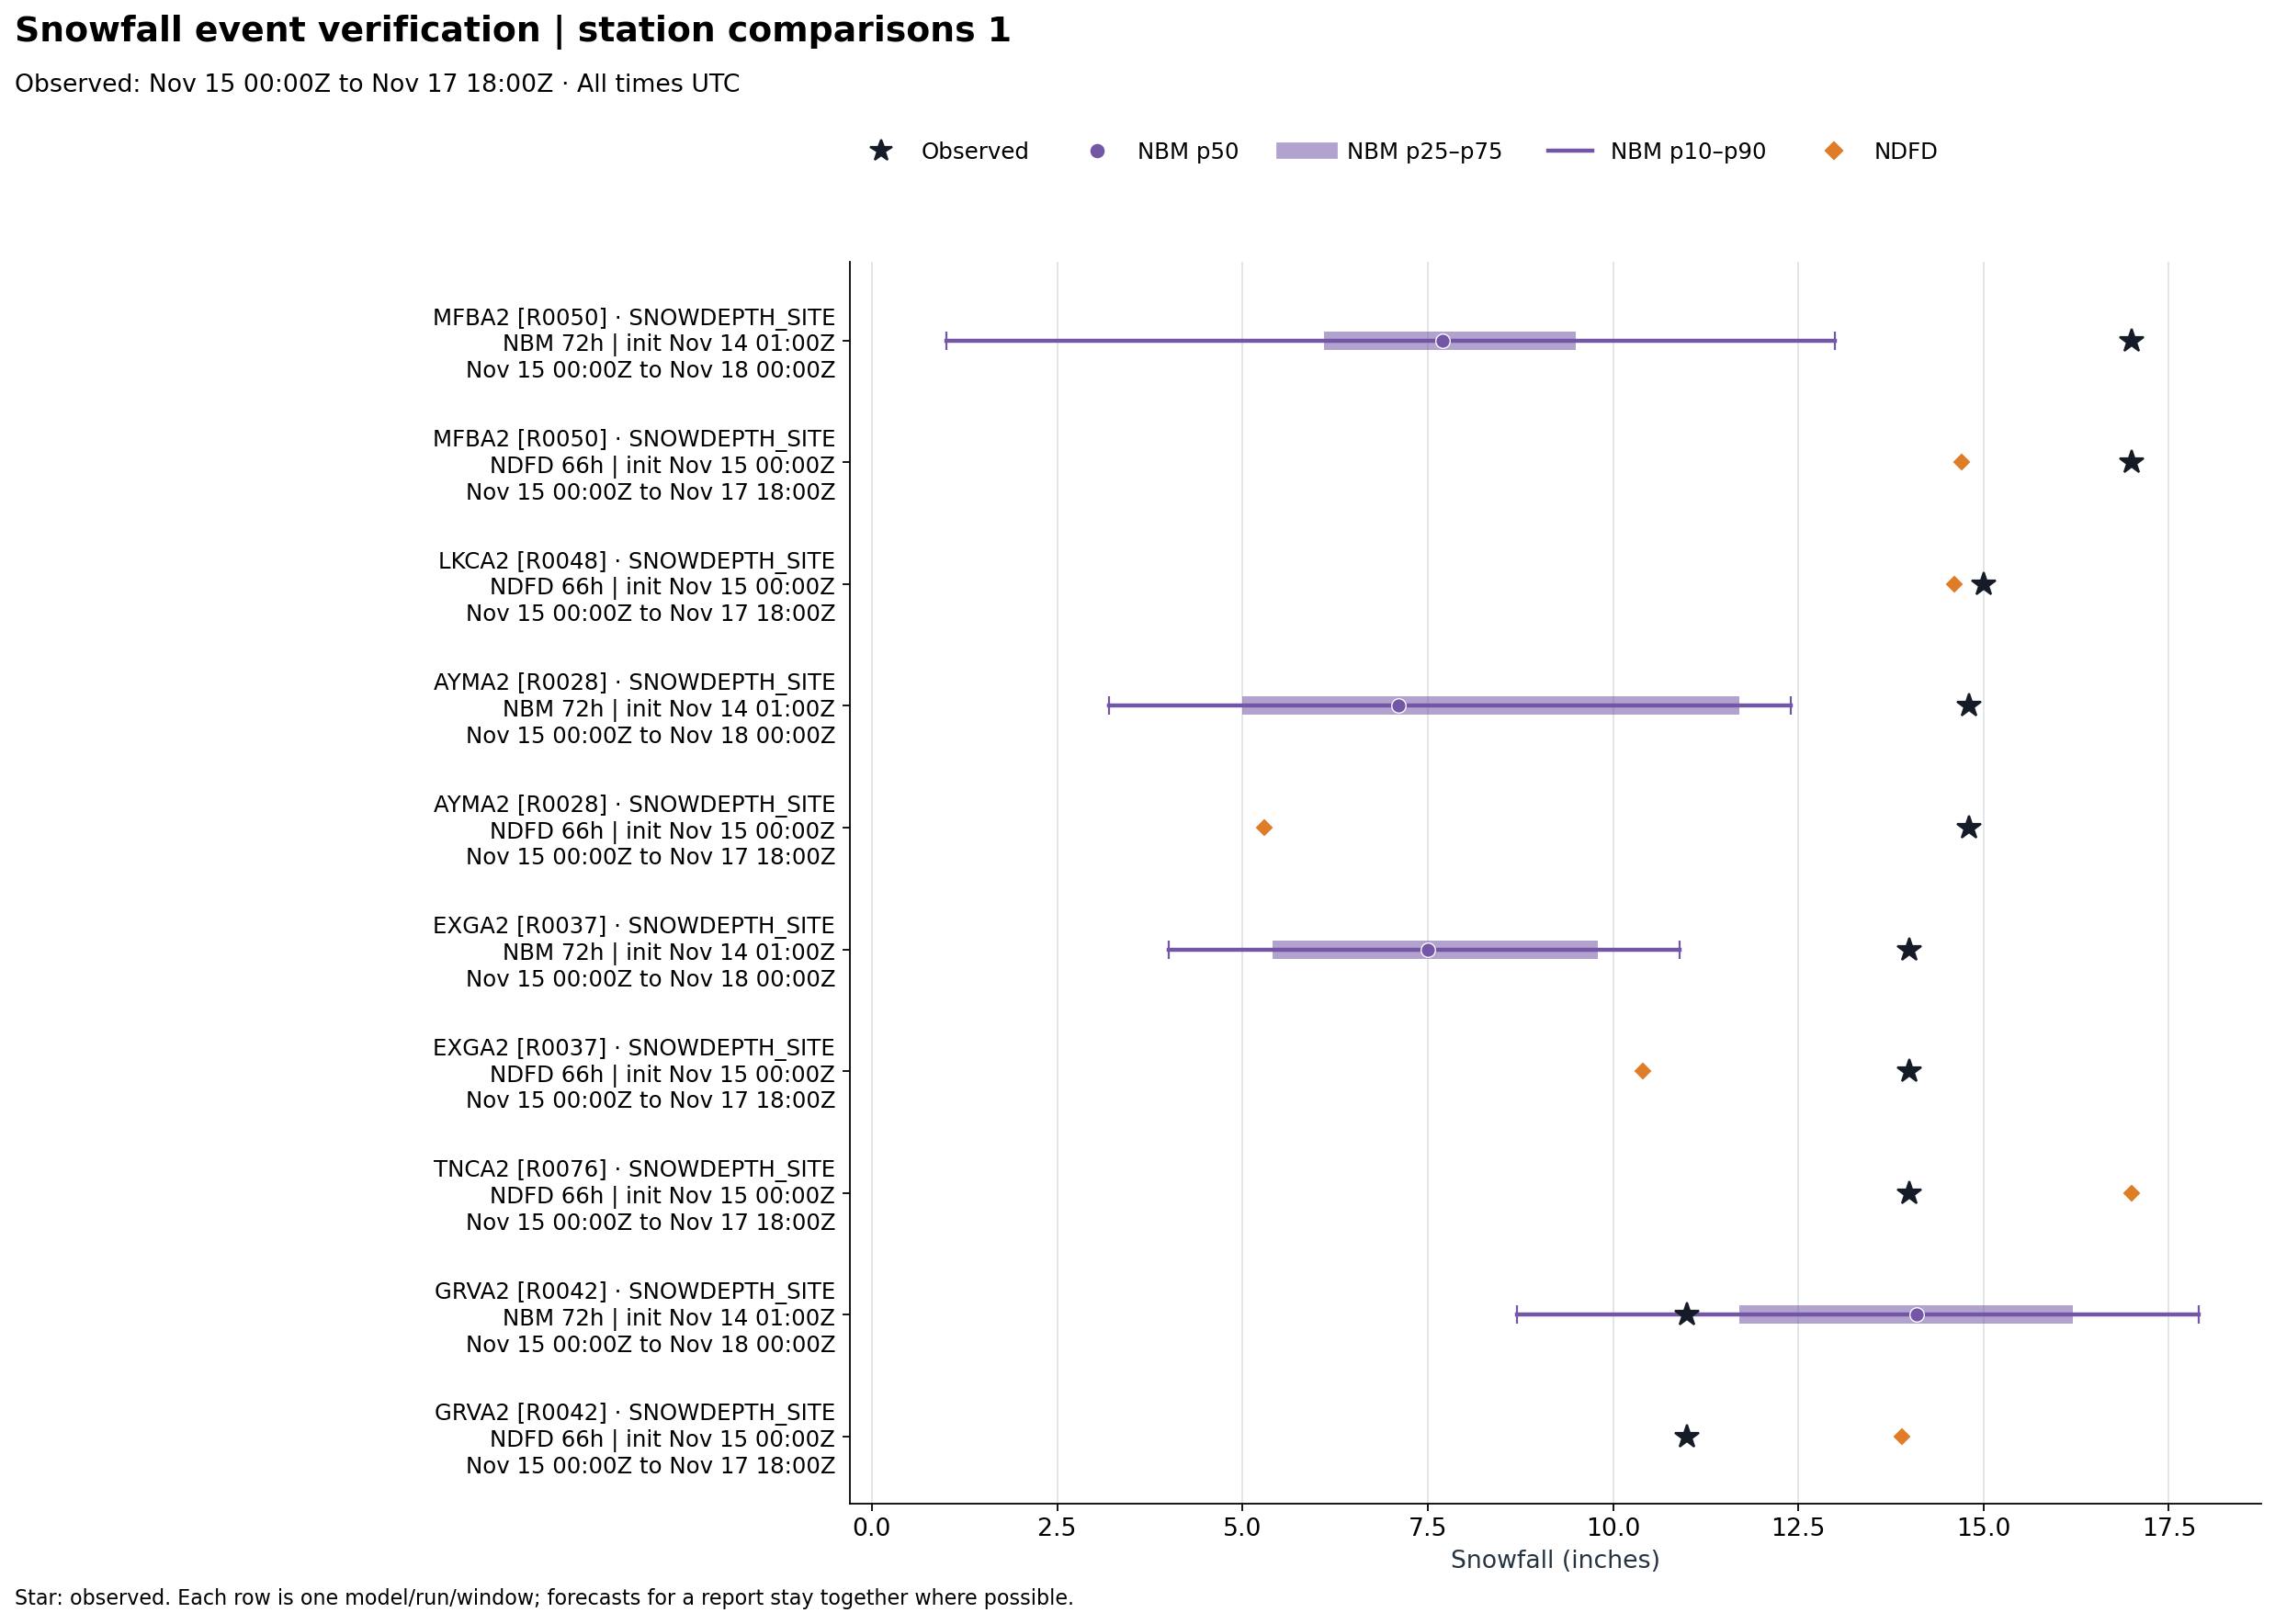 Snowfall event verification | station comparisons 1
Observed: Nov 15 00:00Z to Nov 17 18:00Z · All times UTC
Observed NBM p50 NBM p25–p75 NBM p10–p90 NDFD
MFBA2 [R0050] · SNOWDEPTH_SITE
NBM 72h | init Nov 14 01:00Z
Nov 15 00:00Z to Nov 18 00:00Z
MFBA2 [R0050] · SNOWDEPTH_SITE
NDFD 66h | init Nov 15 00:00Z
Nov 15 00:00Z to Nov 17 18:00Z
LKCA2 [R0048] · SNOWDEPTH_SITE
NDFD 66h | init Nov 15 00:00Z
Nov 15 00:00Z to Nov 17 18:00Z
AYMA2 [R0028] · SNOWDEPTH_SITE
NBM 72h | init Nov 14 01:00Z
Nov 15 00:00Z to Nov 18 00:00Z
AYMA2 [R0028] · SNOWDEPTH_SITE
NDFD 66h | init Nov 15 00:00Z
Nov 15 00:00Z to Nov 17 18:00Z
EXGA2 [R0037] · SNOWDEPTH_SITE
NBM 72h | init Nov 14 01:00Z
Nov 15 00:00Z to Nov 18 00:00Z
EXGA2 [R0037] · SNOWDEPTH_SITE
NDFD 66h | init Nov 15 00:00Z
Nov 15 00:00Z to Nov 17 18:00Z
TNCA2 [R0076] · SNOWDEPTH_SITE
NDFD 66h | init Nov 15 00:00Z
Nov 15 00:00Z to Nov 17 18:00Z
GRVA2 [R0042] · SNOWDEPTH_SITE
NBM 72h | init Nov 14 01:00Z
Nov 15 00:00Z to Nov 18 00:00Z
GRVA2 [R0042] · SNOWDEPTH_SITE
NDFD 66h | init Nov 15 00:00Z
Nov 15 00:00Z to Nov 17 18:00Z
0.0 2.5 5.0 7.5 10.0 12.5 15.0 17.5
Snowfall (inches)
Star: observed. Each row is one model/run/window; forecasts for a report stay together where possible.